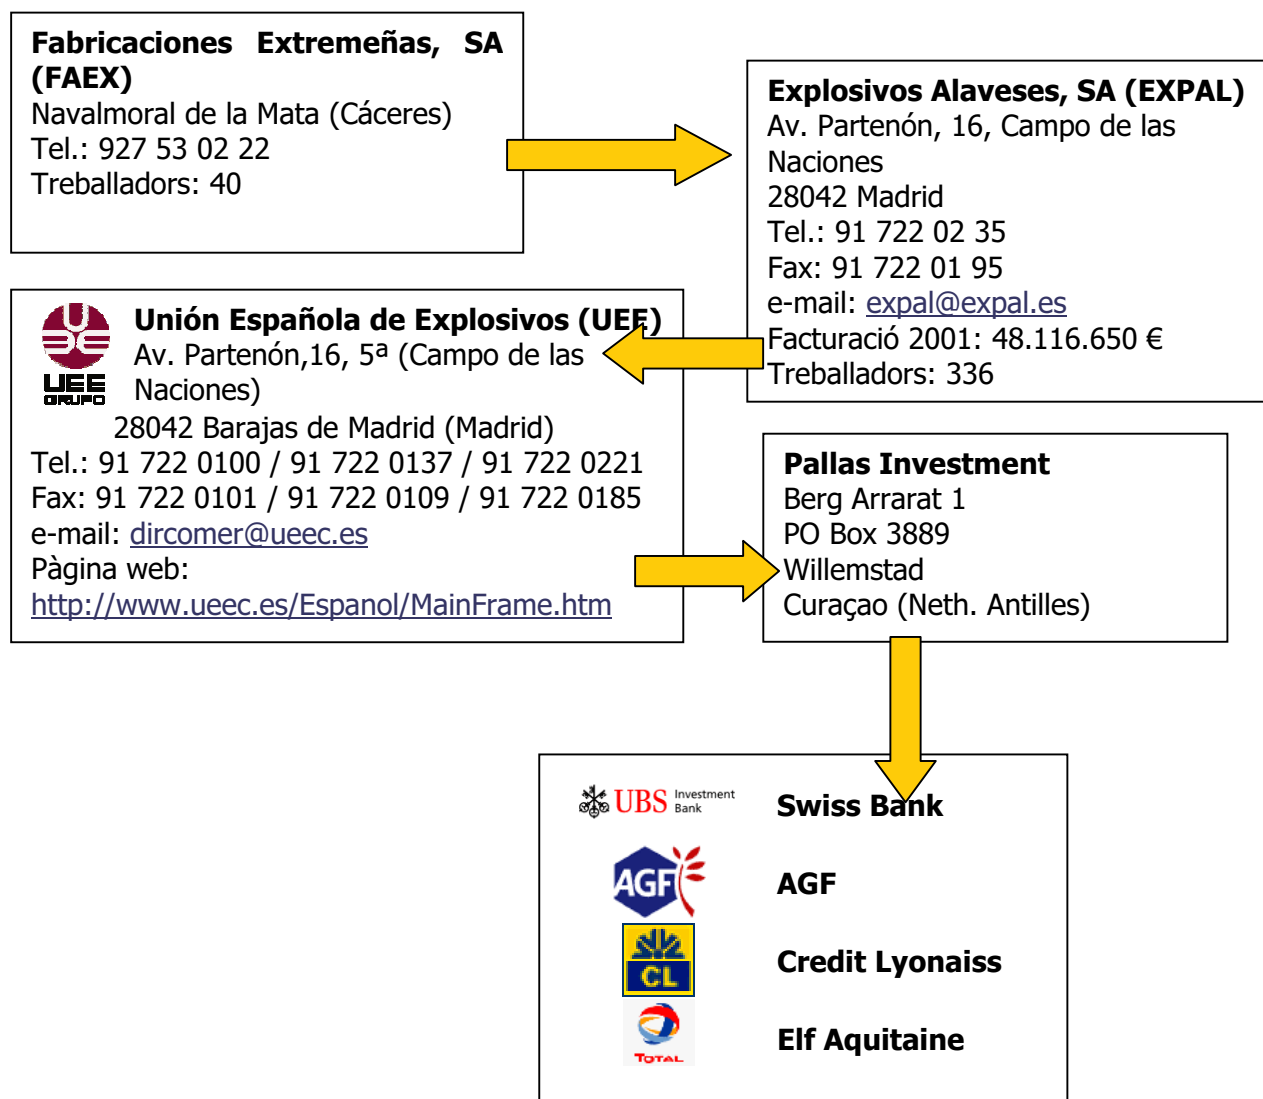 Fabricaciones Extremeñas, SA
(FAEX)
Navalmoral de la Mata (Cáceres)
Tel.: 927 53 02 22
Treballadors: 40
Explosivos Alaveses, SA (EXPAL)
Av. Partenón, 16, Campo de las
Naciones
28042 Madrid
Tel.: 91 722 02 35
Fax: 91 722 01 95
e-mail: expal@expal.es
Facturació 2001: 48.116.650 €
Treballadors: 336
UEE
GRUPO
Unión Española de Explosivos (UEE)
Av. Partenón,16, 5ª (Campo de las
Naciones)
28042 Barajas de Madrid (Madrid)
Tel.: 91 722 0100 / 91 722 0137 / 91 722 0221
Fax: 91 722 0101 / 91 722 0109 / 91 722 0185
e-mail: dircomer@ueec.es
Pàgina web:
http://www.ueec.es/Espanol/MainFrame.htm
Pallas Investment
Berg Arrarat 1
PO Box 3889
Willemstad
Curaçao (Neth. Antilles)
UBS Investment
Bank
Swiss Bank
AGF
AGF
CL
Credit Lyonaiss
TOTAL
Elf Aquitaine